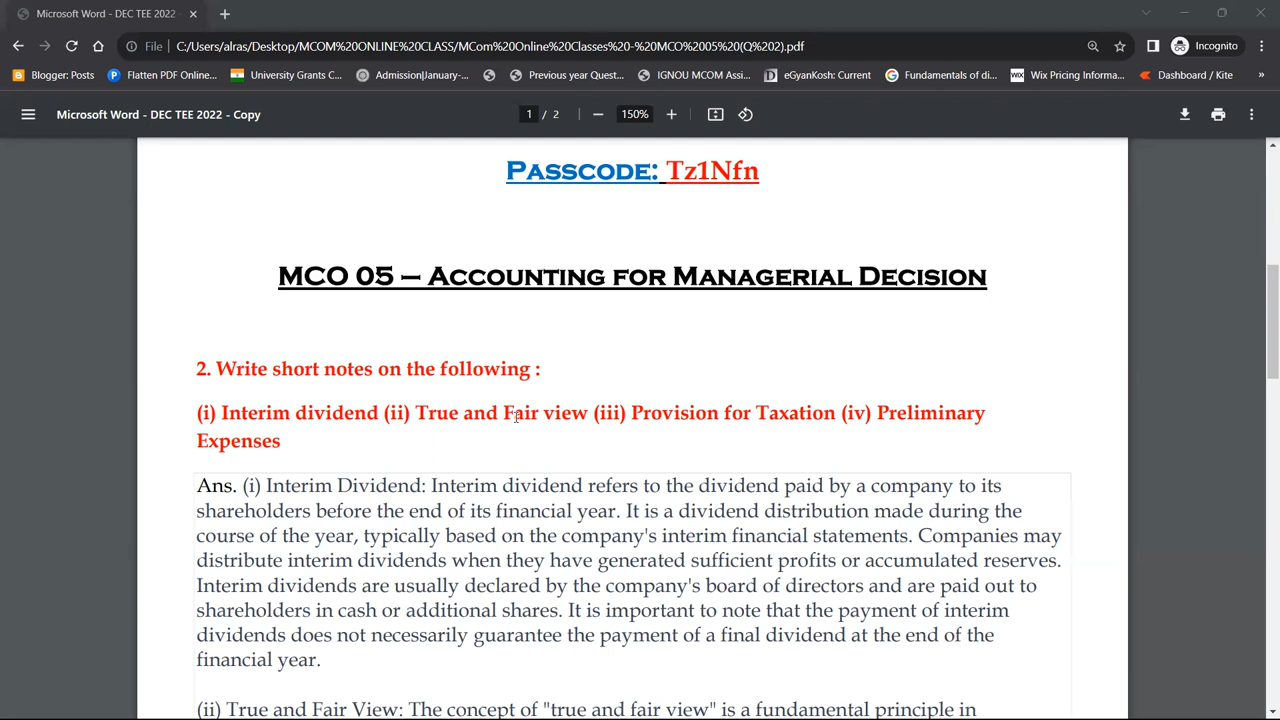 Microsoft Word - DEC TEE 2022 -
File C:/Users/alras/Desktop/MCOM%20ONLINE%20CLASS/MCom%20Online%20Classes%20-%20MCO%2005%20(Q%202).pdf Incognito
Blogger: Posts Flatten PDF Online... University Grants C... Admission|January-... Previous year Quest... IGNOU MCOM Assi... eGyanKosh: Current Fundamentals of di... WIX Wix Pricing Informa... Dashboard / Kite »
Microsoft Word - DEC TEE 2022 - Copy 1 / 2 − 150% +
PASSCODE: Tz1Nfn
MCO 05 – ACCOUNTING FOR MANAGERIAL DECISION
2. Write short notes on the following :
(i) Interim dividend (ii) True and Fair view (iii) Provision for Taxation (iv) Preliminary
Expenses
Ans. (i) Interim Dividend: Interim dividend refers to the dividend paid by a company to its
shareholders before the end of its financial year. It is a dividend distribution made during the
course of the year, typically based on the company's interim financial statements. Companies may
distribute interim dividends when they have generated sufficient profits or accumulated reserves.
Interim dividends are usually declared by the company's board of directors and are paid out to
shareholders in cash or additional shares. It is important to note that the payment of interim
dividends does not necessarily guarantee the payment of a final dividend at the end of the
financial year.
(ii) True and Fair View: The concept of "true and fair view" is a fundamental principle in